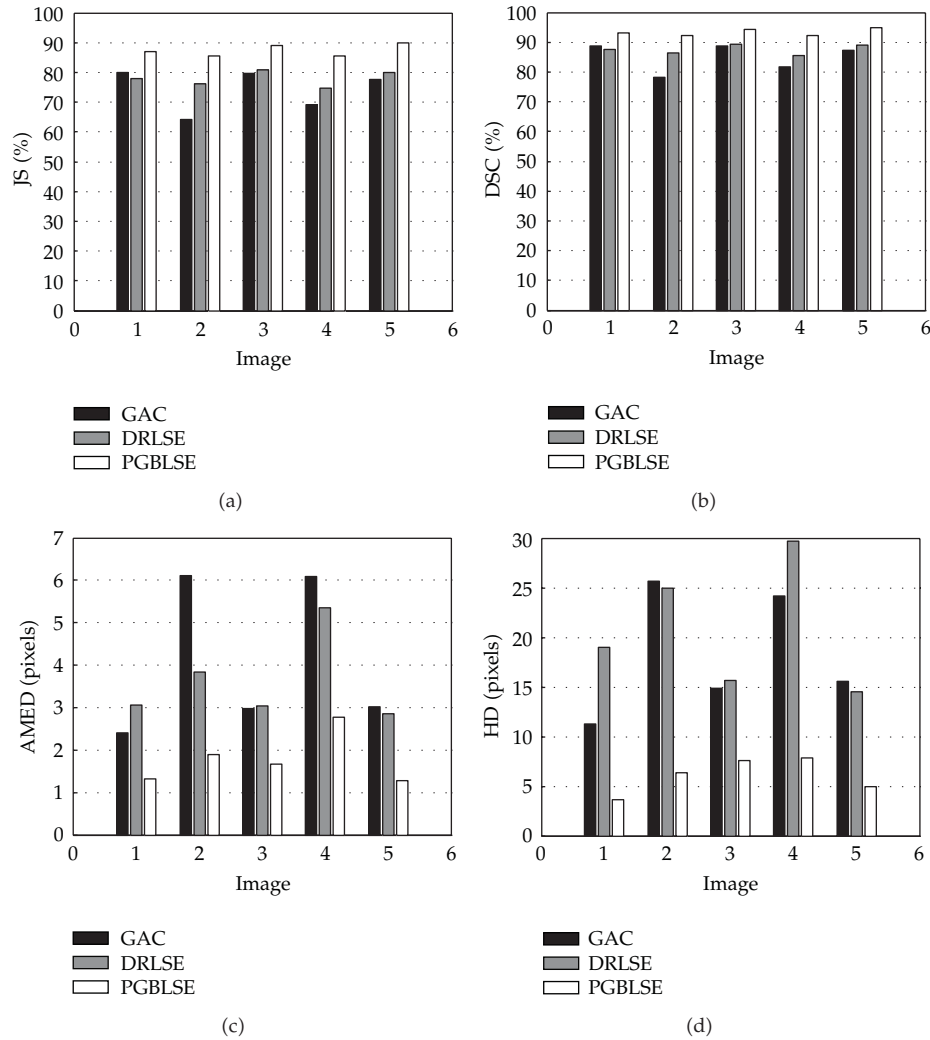 100
90
80
70
60
50
40
30
20
10
0
JS (%)
0 1 2 3 4 5 6
Image
GAC
DRLSE
PGBLSE
(a)
100
90
80
70
60
50
40
30
20
10
0
DSC (%)
0 1 2 3 4 5 6
Image
GAC
DRLSE
PGBLSE
(b)
7
6
5
4
3
2
1
0
AMED (pixels)
0 1 2 3 4 5 6
Image
GAC
DRLSE
PGBLSE
(c)
30
25
20
15
10
5
0
HD (pixels)
0 1 2 3 4 5 6
Image
GAC
DRLSE
PGBLSE
(d)